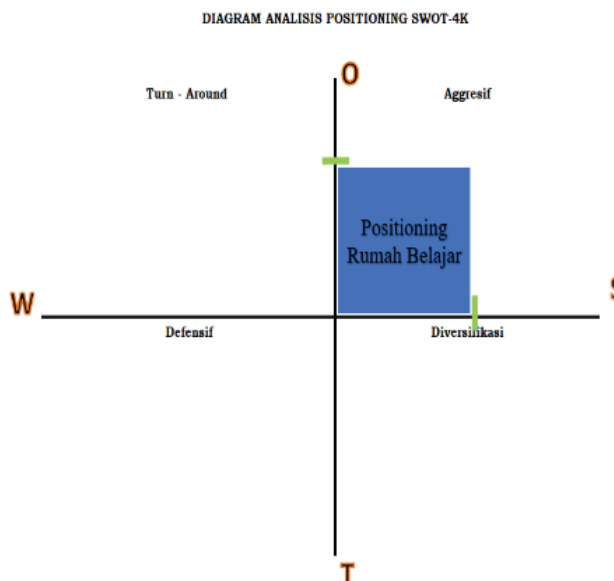 DIAGRAM ANALISIS POSITIONING SWOT-4K
O
Turn - Around
Aggresif
Positioning
Rumah Belajar
W
S
Defensif
Diversifikasi
T